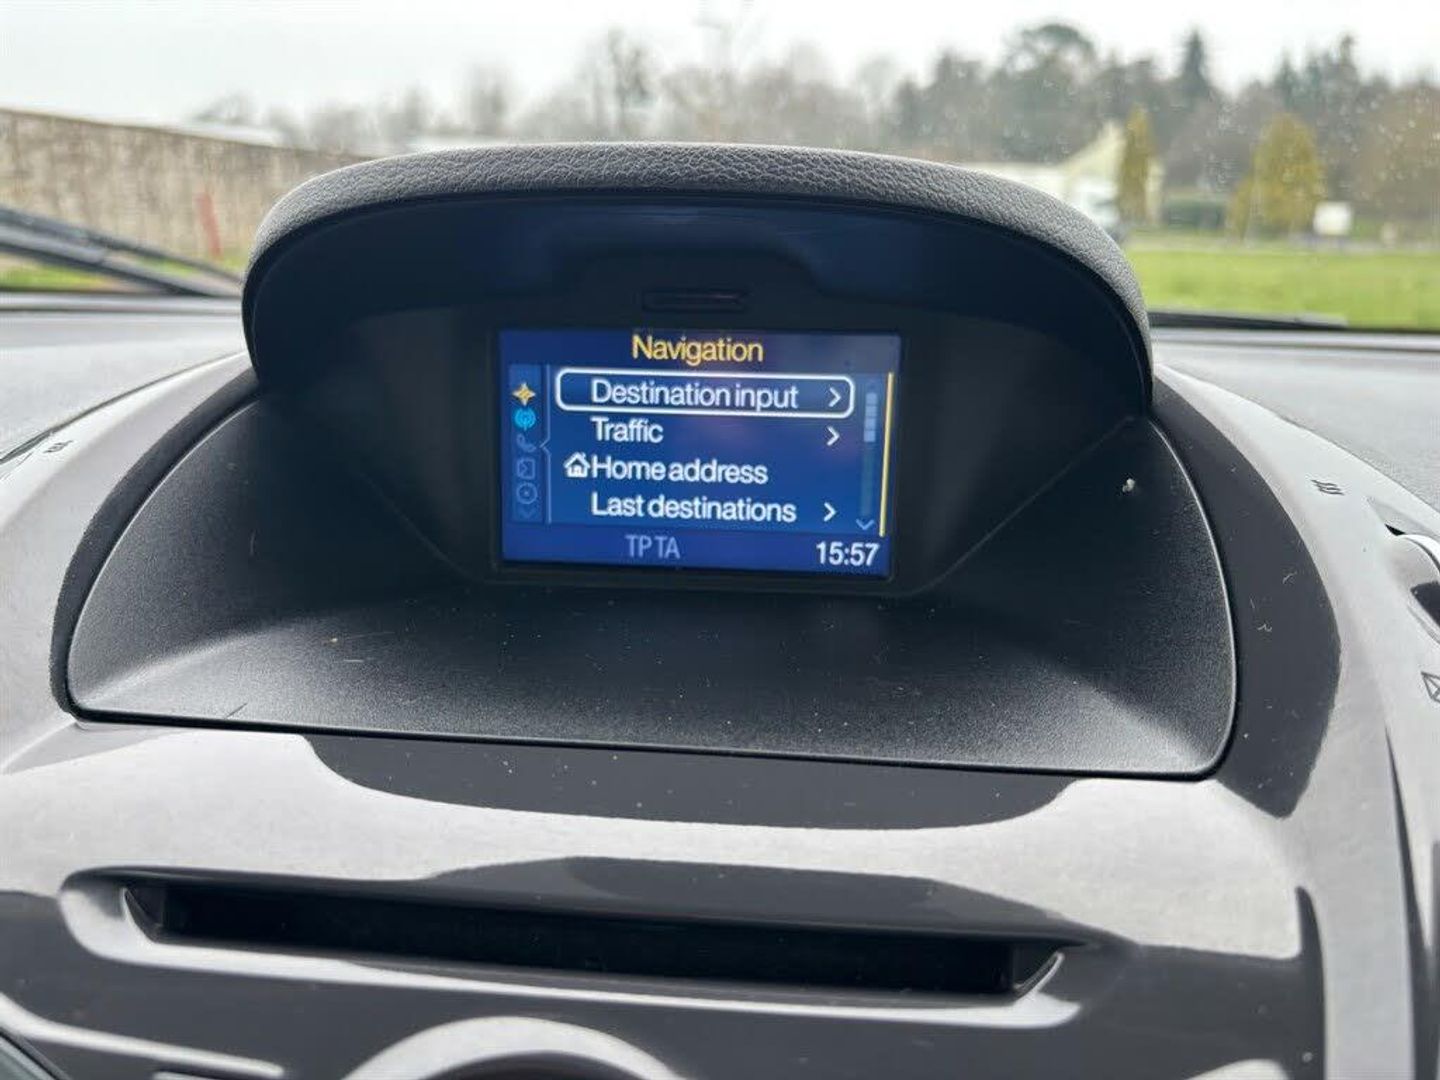 Navigation
Destination input
Traffic
Home address
Last destinations
TP TA
15:57